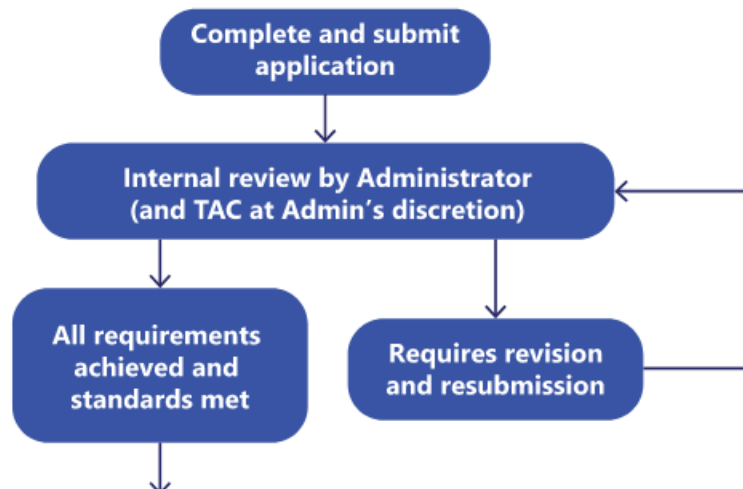 Complete and submit
application
Internal review by Administrator
(and TAC at Admin’s discretion)
All requirements
achieved and
standards met
Requires revision
and resubmission